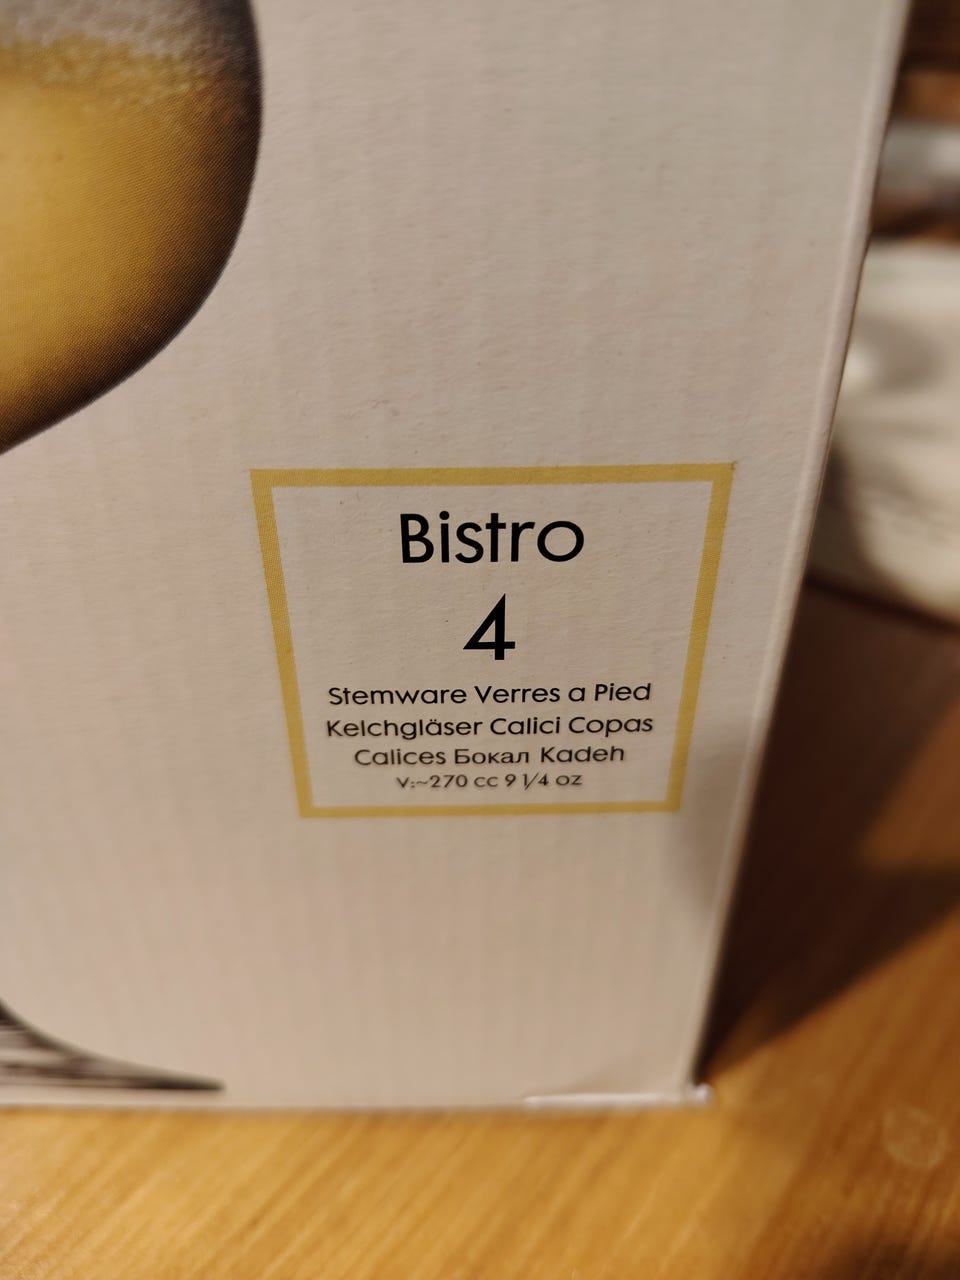 Bistro
4
Stemware Verres a Pied
Kelchgläser Calici Copas
Calices Бокал Kadeh
V:~270 cc 9 1/4 oz